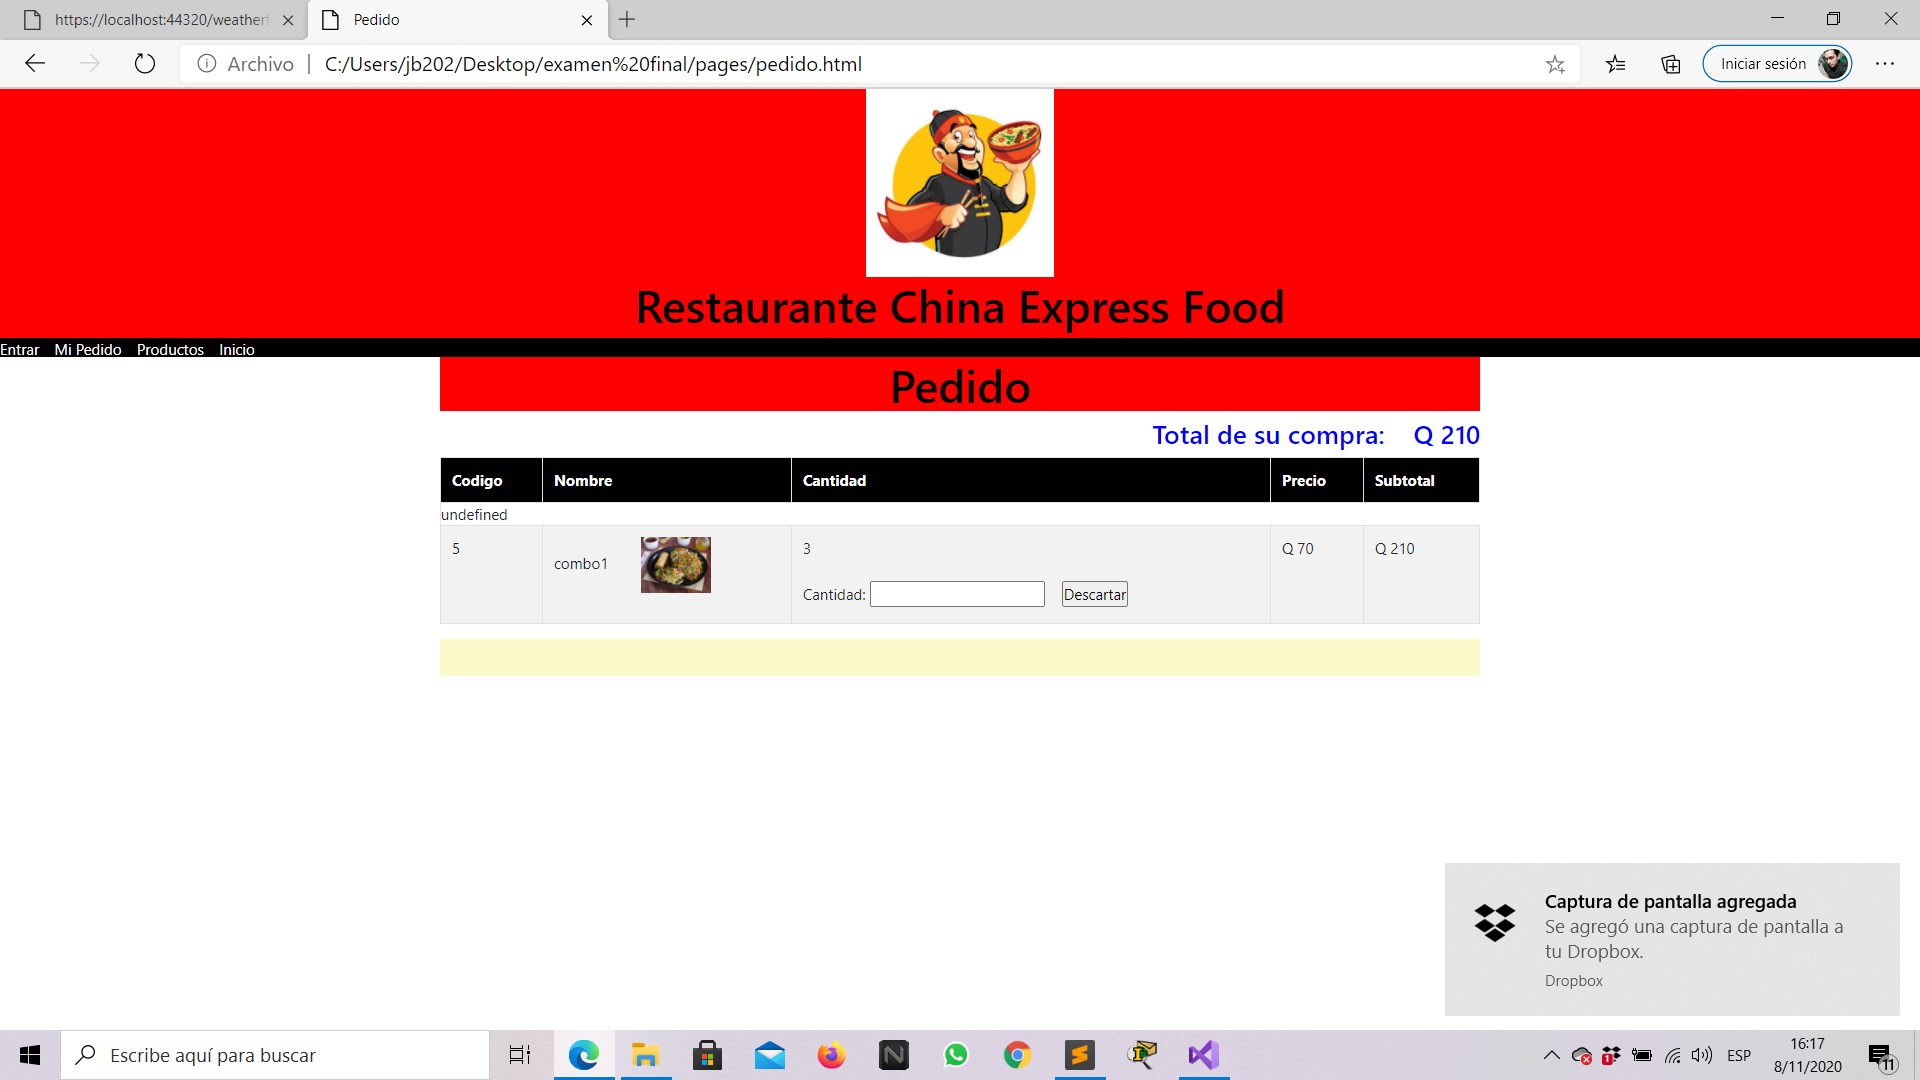 https://localhost:44320/weatherf
Pedido
Archivo
C:/Users/jb202/Desktop/examen%20final/pages/pedido.html
Iniciar sesión
Restaurante China Express Food
Entrar Mi Pedido Productos Inicio
Pedido
Total de su compra: Q 210
Codigo Nombre Cantidad Precio Subtotal
undefined
5 combo1 3 Q 70 Q 210
Cantidad: Descartar
Captura de pantalla agregada
Se agregó una captura de pantalla a
tu Dropbox.
Dropbox
Escribe aquí para buscar
1
ESP
16:17
8/11/2020
11